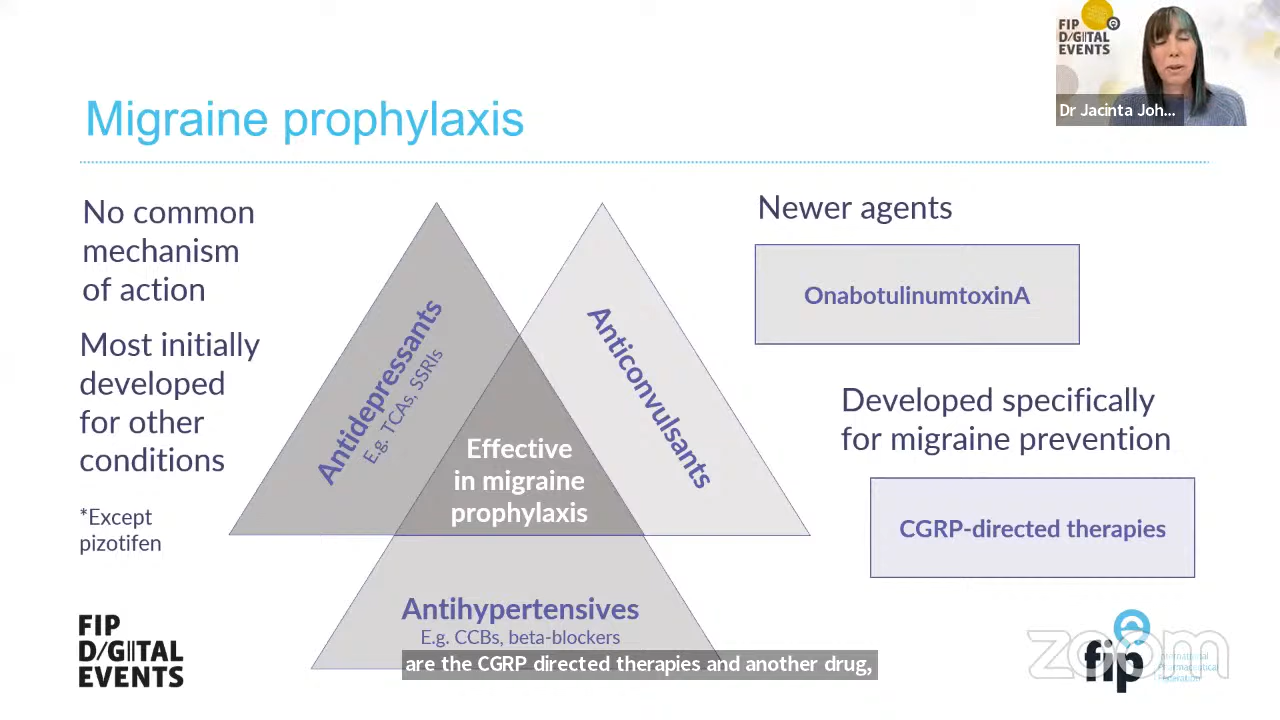 FIP
D/G|TAL
EVENTS
Dr Jacinta Joh...
Migraine prophylaxis
No common
mechanism
of action
Most initially
developed
for other
conditions
*Except
pizotifen
Antidepressants
E.g. TCAs, SSRIs
Anticonvulsants
Effective
in migraine
prophylaxis
Antihypertensives
E.g. CCBs, beta-blockers
Newer agents
OnabotulinumtoxinA
Developed specifically
for migraine prevention
CGRP-directed therapies
are the CGRP directed therapies and another drug,
FIP
D/G|TAL
EVENTS
zoom
fip
International
Pharmaceutical
Federation